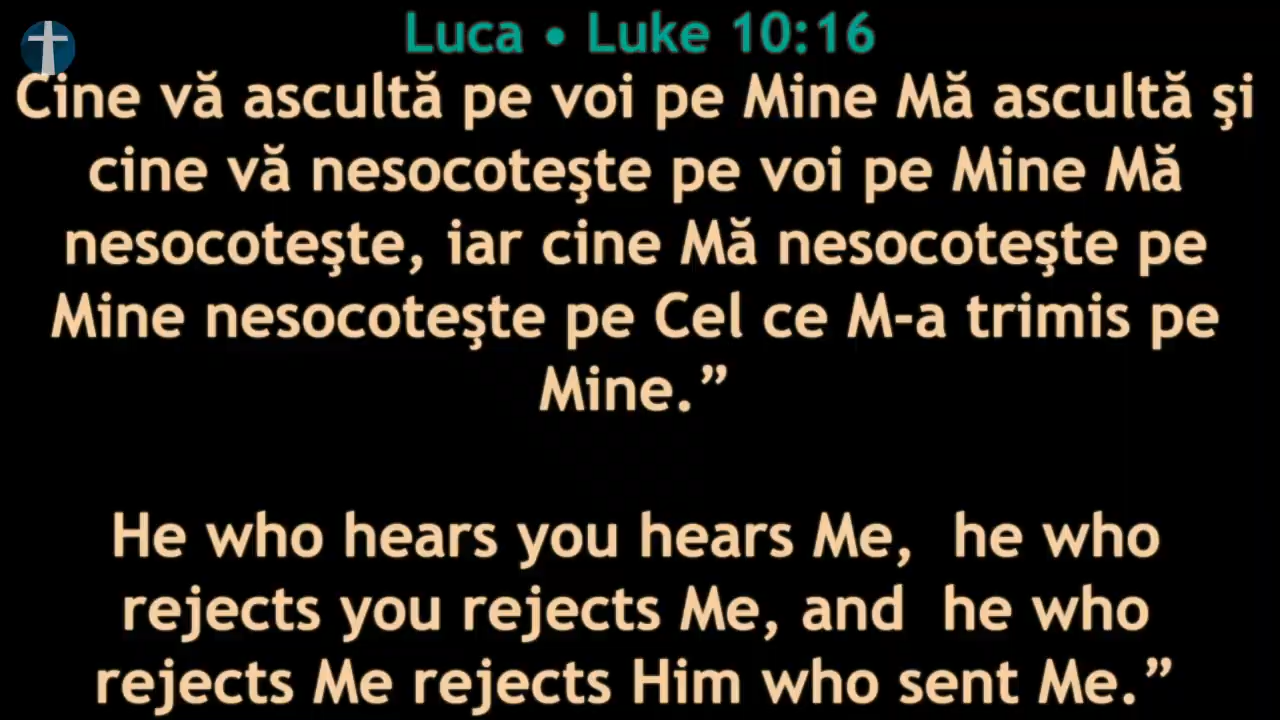 Luca • Luke 10:16
Cine vă ascultă pe voi pe Mine Mă ascultă şi
cine vă nesocoteşte pe voi pe Mine Mă
nesocoteşte, iar cine Mă nesocoteşte pe
Mine nesocoteşte pe Cel ce M-a trimis pe
Mine.”
He who hears you hears Me,  he who
rejects you rejects Me, and  he who
rejects Me rejects Him who sent Me.”